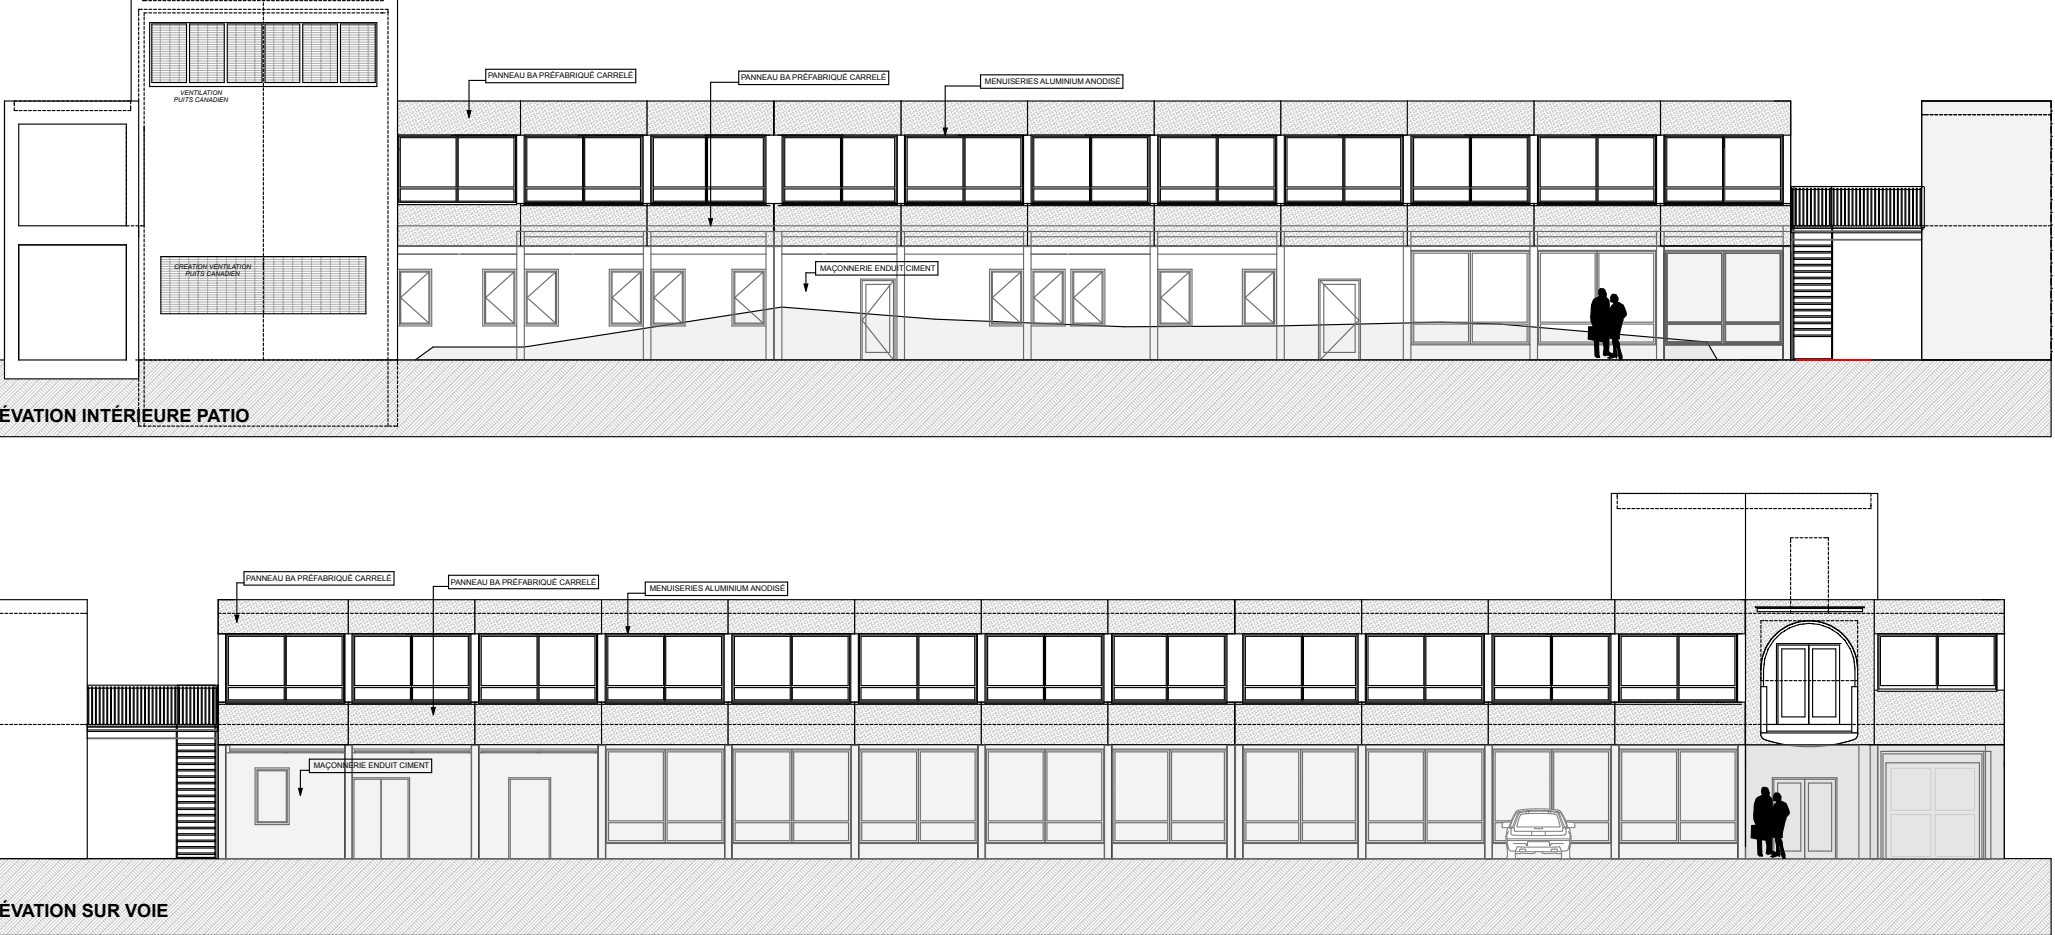 VENTILATION
PUITS CANADIEN
PANNEAU BA PRÉFABRIQUÉ CARRELÉ
PANNEAU BA PRÉFABRIQUÉ CARRELÉ
MENUISERIES ALUMINIUM ANODISÉ
CREATION VENTILATION
PUITS CANADIEN
MAÇONNERIE ENDUIT CIMENT
ÉVATION INTÉRIEURE PATIO
PANNEAU BA PRÉFABRIQUÉ CARRELÉ
PANNEAU BA PRÉFABRIQUÉ CARRELÉ
MENUISERIES ALUMINIUM ANODISÉ
MAÇONNERIE ENDUIT CIMENT
ÉVATION SUR VOIE